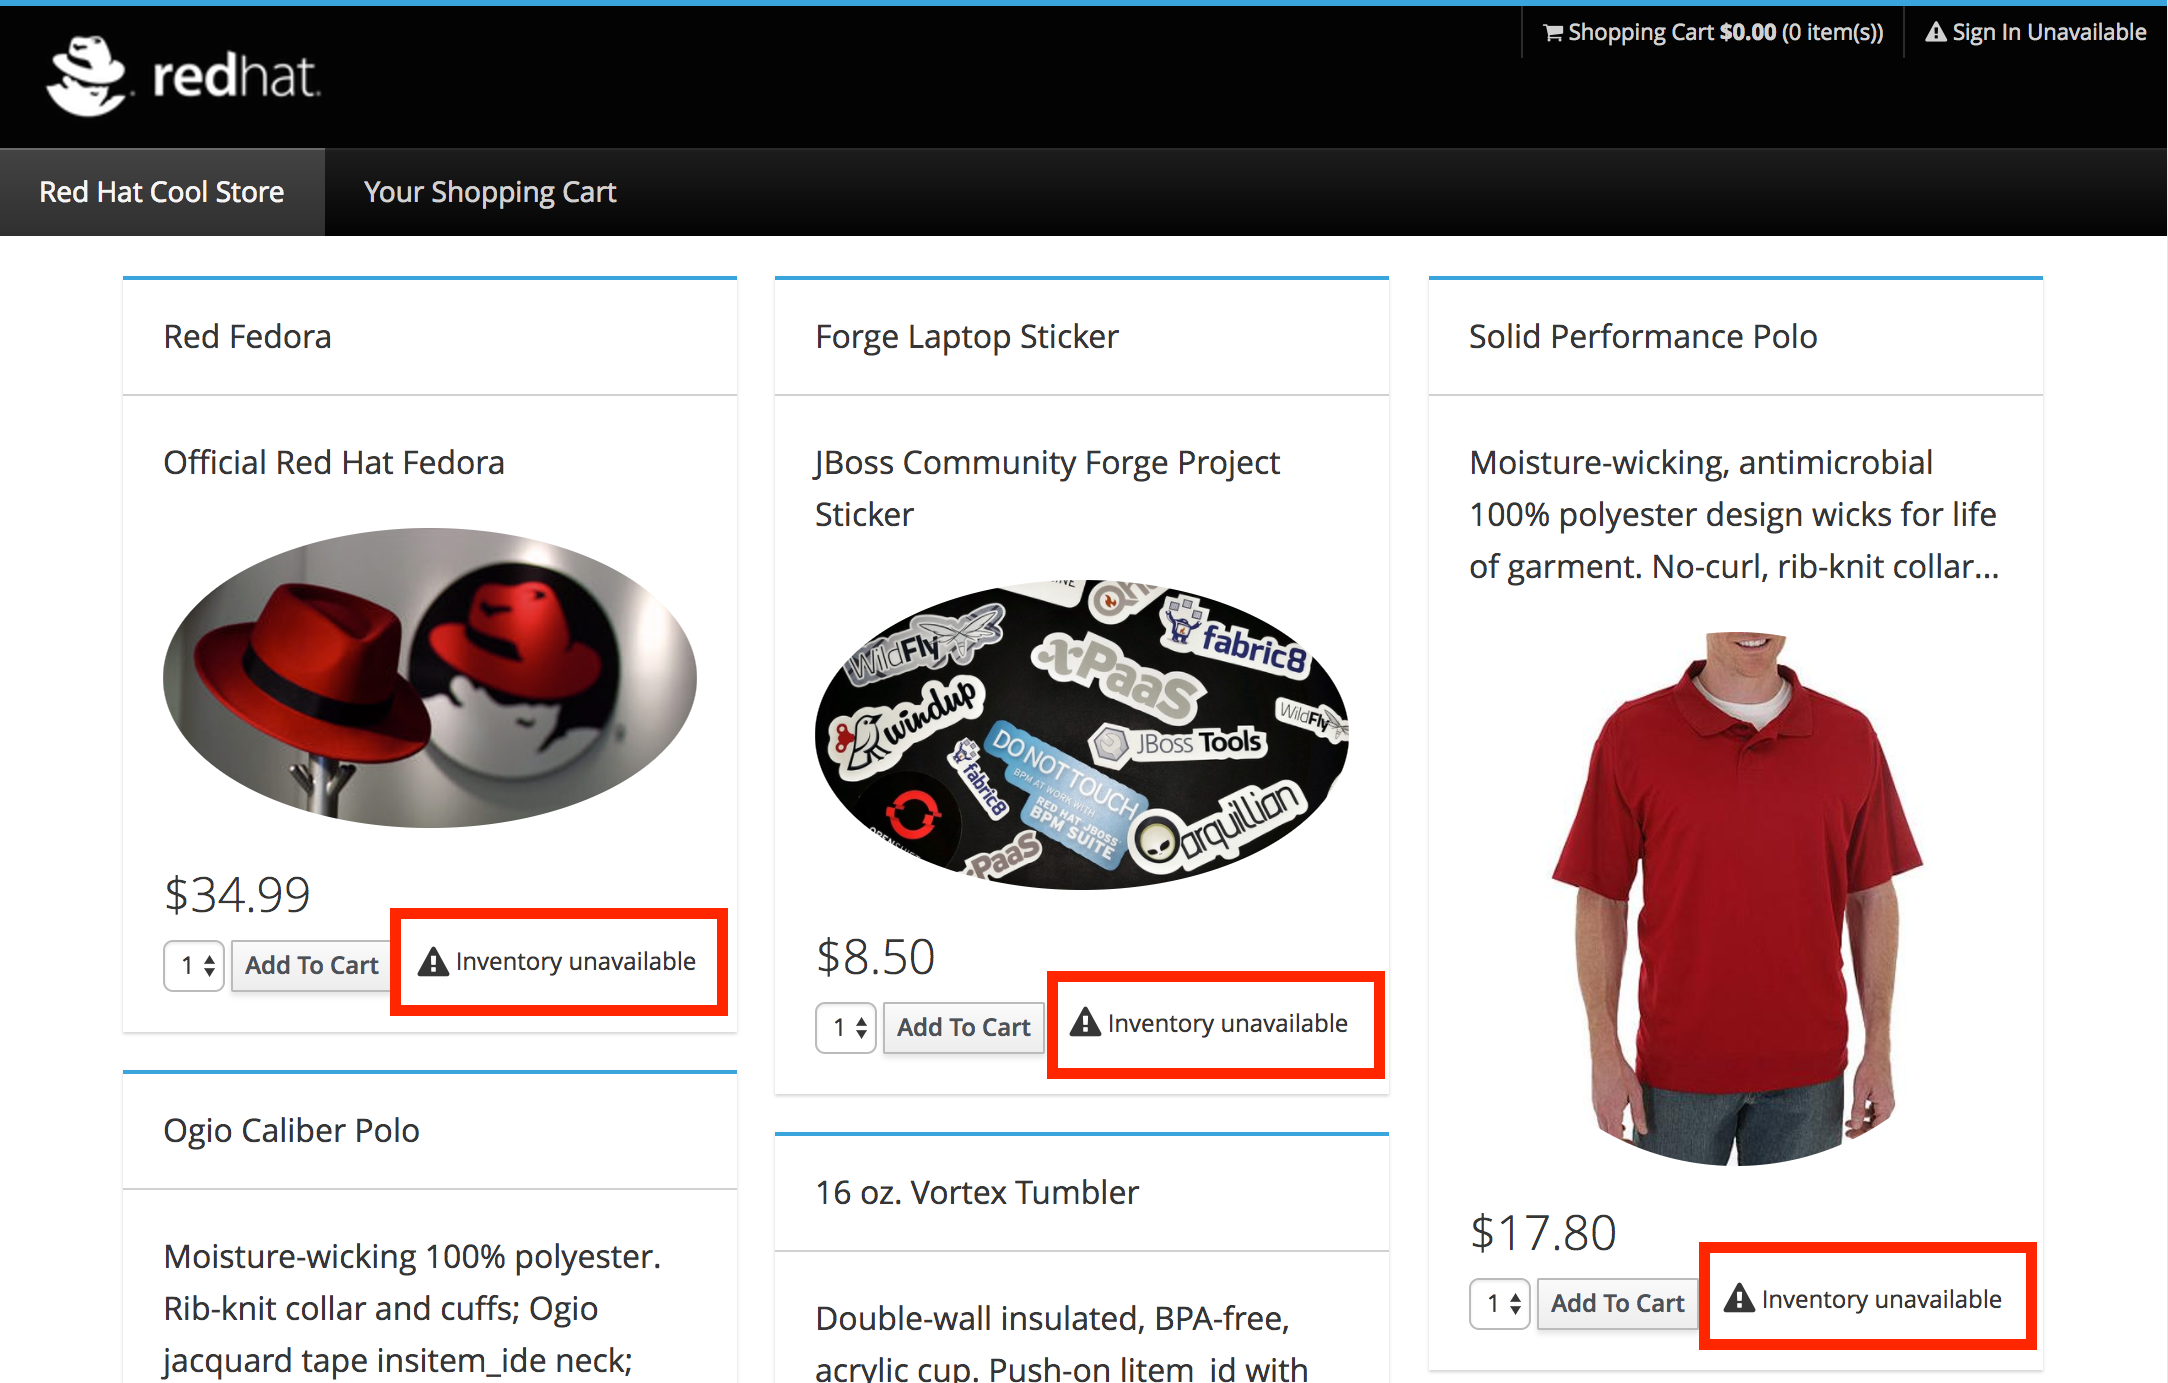 Shopping Cart $0.00 (0 item(s))
Sign In Unavailable
redhat.
Red Hat Cool Store
Your Shopping Cart
Red Fedora
Official Red Hat Fedora
$34.99
1
Add To Cart
Inventory unavailable
Forge Laptop Sticker
JBoss Community Forge Project
Sticker
WildFly
xPaaS
fabric8
windup
WildFly
JBoss Tools
DO NOT TOUCH
BPM AT WORK WITH
RED HAT JBOSS
BPM SUITE
fabric8
arquillian
xPaaS
$8.50
1
Add To Cart
Inventory unavailable
Solid Performance Polo
Moisture-wicking, antimicrobial
100% polyester design wicks for life
of garment. No-curl, rib-knit collar...
$17.80
1
Add To Cart
Inventory unavailable
Ogio Caliber Polo
Moisture-wicking 100% polyester.
Rib-knit collar and cuffs; Ogio
jacquard tape insitem_ide neck;
16 oz. Vortex Tumbler
Double-wall insulated, BPA-free,
acrylic cup. Push-on litem_id with